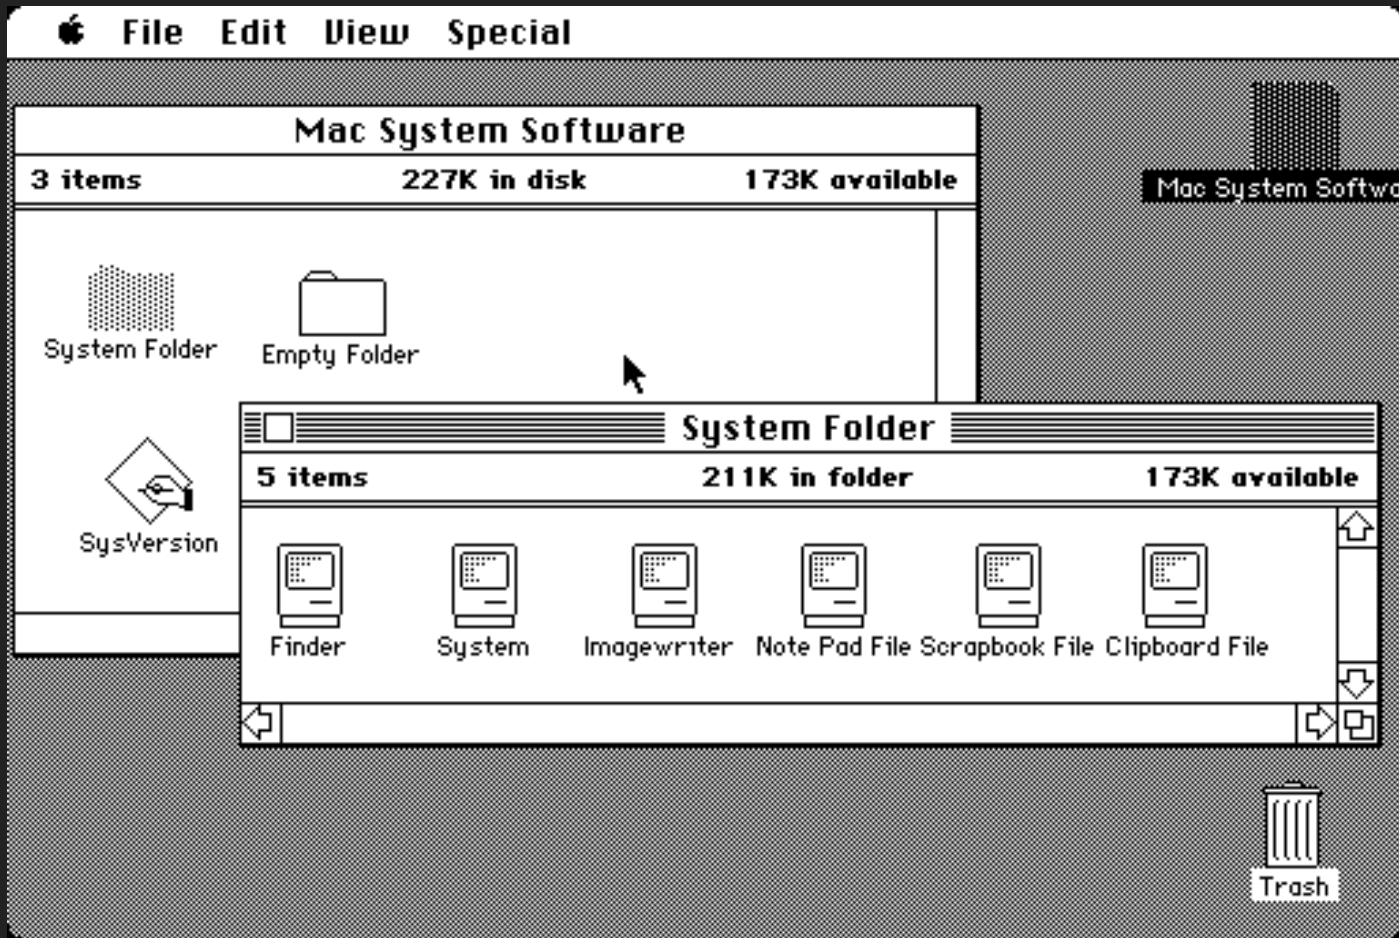 File Edit View Special
Mac System Software
3 items 227K in disk 173K available
Mac System Softwa
System Folder
Empty Folder
SysVersion
System Folder
5 items 211K in folder 173K available
Finder System Imagewriter Note Pad File Scrapbook File Clipboard File
Trash